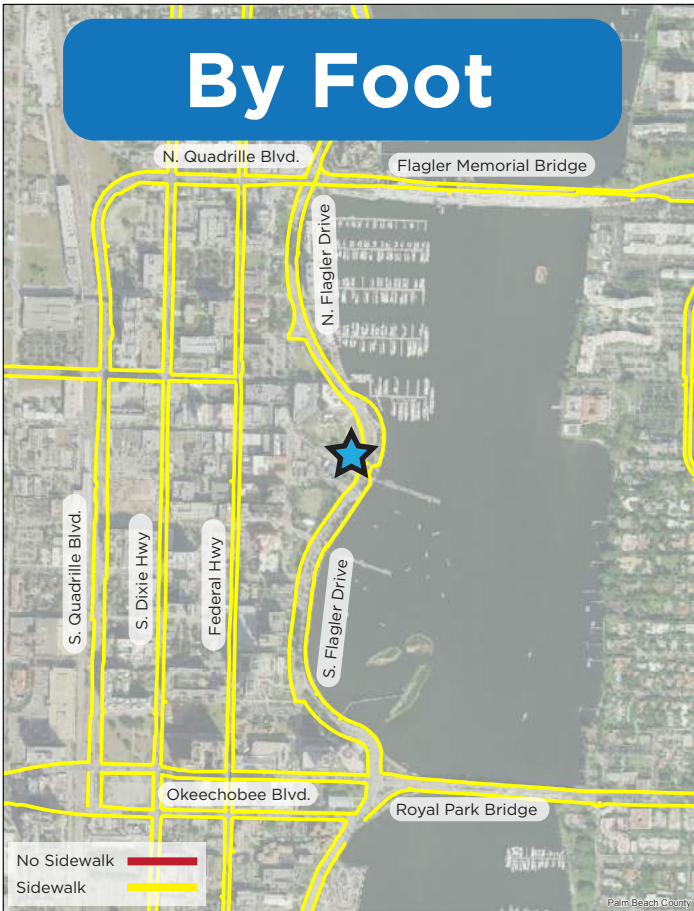 By Foot
N. Quadrille Blvd.
Flagler Memorial Bridge
N. Flagler Drive
S. Quadrille Blvd.
S. Dixie Hwy
Federal Hwy
S. Flagler Drive
Okeechobee Blvd.
Royal Park Bridge
No Sidewalk
Sidewalk
Palm Beach County